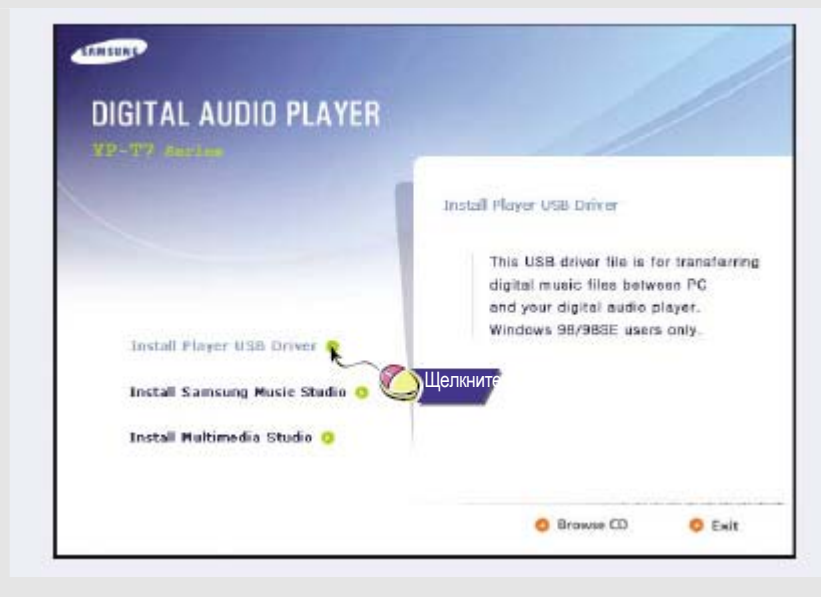 SAMSUNG
DIGITAL AUDIO PLAYER
YP-T7 Series
Install Player USB Driver
This USB driver file is for transferring
digital music files between PC
and your digital audio player.
Windows 98/98SE users only.
Install Player USB Driver
Щелкните
Install Samsung Music Studio
Install Multimedia Studio
Browse CD
Exit